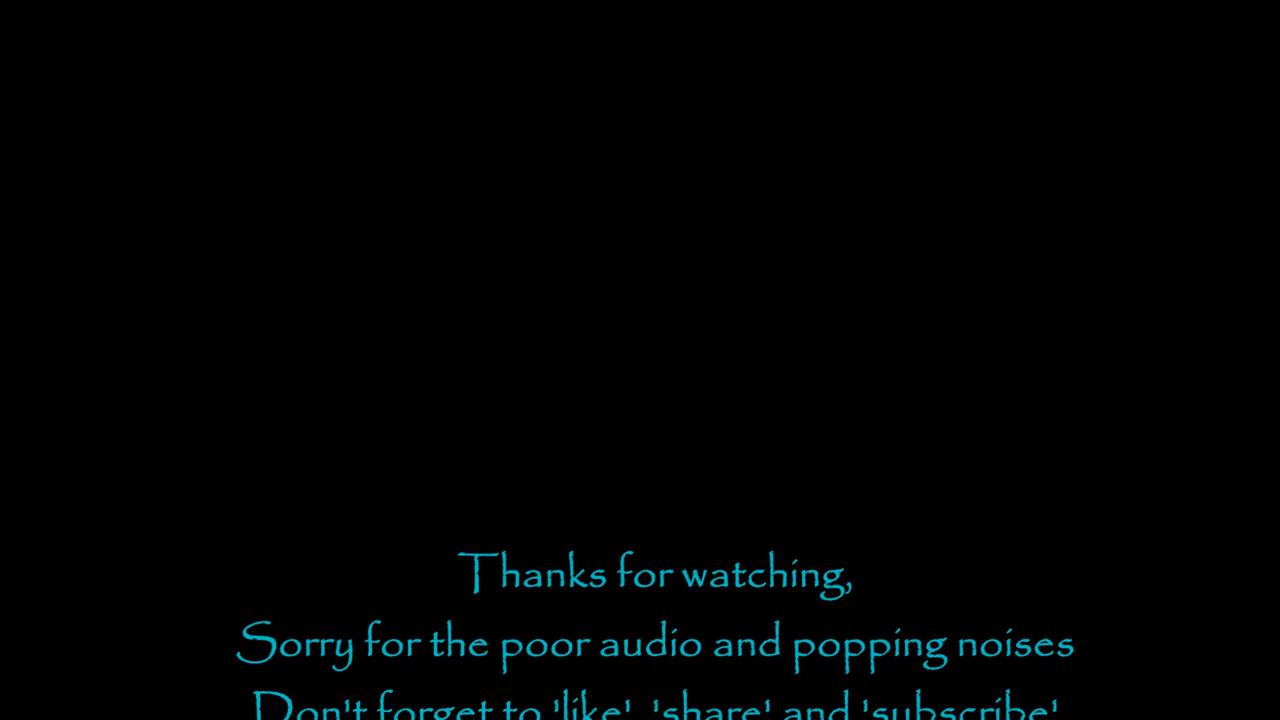 Thanks for watching,
Sorry for the poor audio and popping noises
Don't forget to 'like', 'share' and 'subscribe'